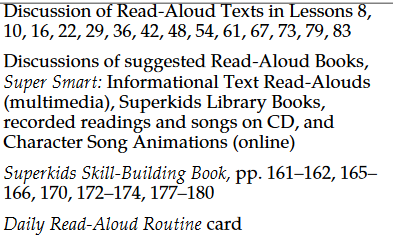 Discussion of Read-Aloud Texts in Lessons 8,
10, 16, 22, 29, 36, 42, 48, 54, 61, 67, 73, 79, 83
Discussions of suggested Read-Aloud Books,
Super Smart: Informational Text Read-Alouds
(multimedia), Superkids Library Books,
recorded readings and songs on CD, and
Character Song Animations (online)
Superkids Skill-Building Book, pp. 161–162, 165–
166, 170, 172–174, 177–180
Daily Read-Aloud Routine card